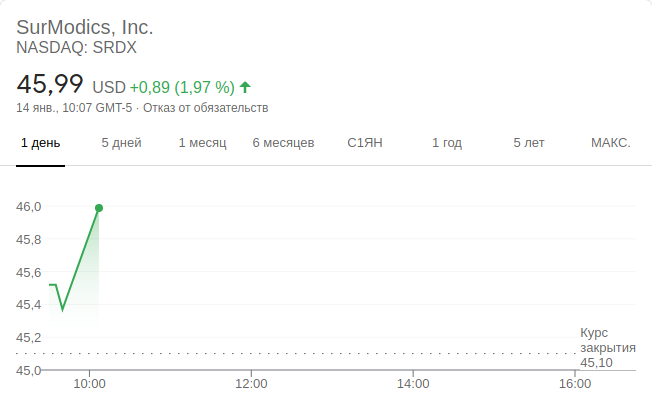 SurModics, Inc.
NASDAQ: SRDX
45,99 USD +0,89 (1,97 %)
14 янв., 10:07 GMT-5 · Отказ от обязательств
1 день 5 дней 1 месяц 6 месяцев С1ЯН 1 год 5 лет МАКС.
46,0
45,8
45,6
45,4
45,2
45,0
Курс
закрытия
45,10
10:00 12:00 14:00 16:00